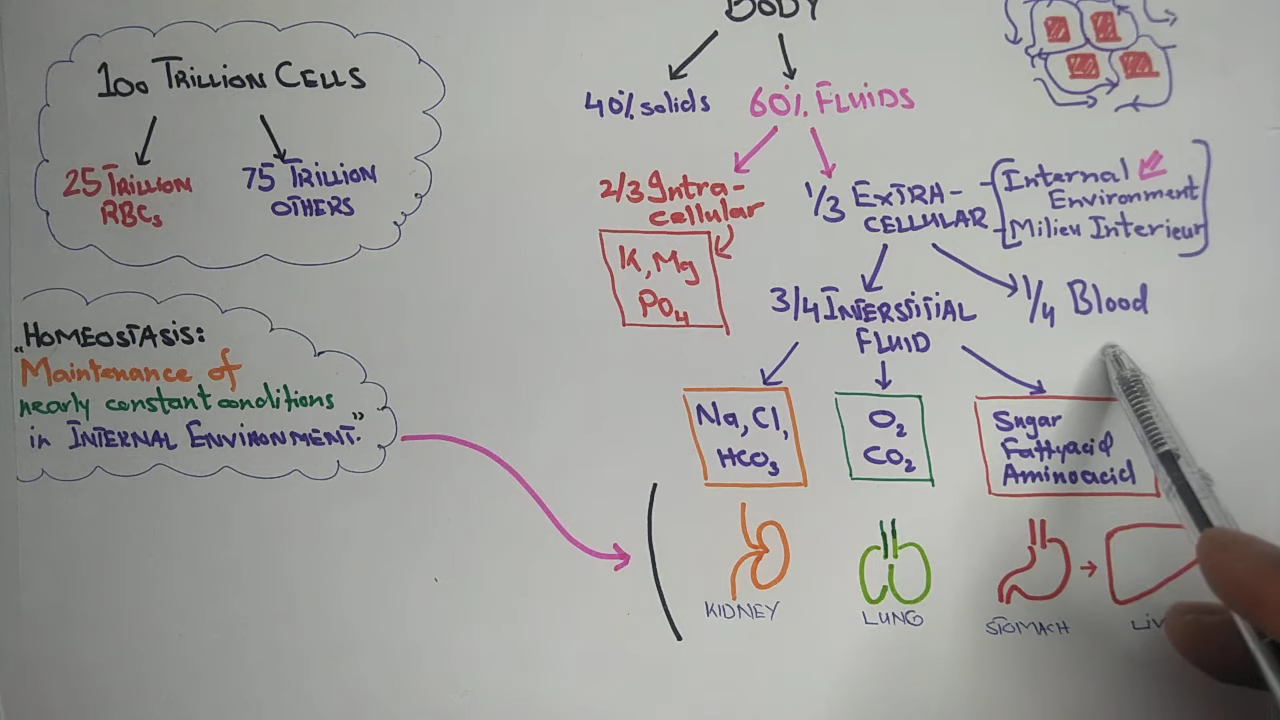 BODY
100 TRILLION CELLS
25 TRILLION
RBCs
75 TRILLION
OTHERS
40% solids
60% FLUIDS
2/3 Intra-
cellular
K, Mg
PO4
1/3 EXTRA-
CELLULAR
Internal
Environment
Milieu Interieur
3/4 INTERSTITIAL
FLUID
1/4 Blood
„HOMEOSTASIS:
Maintenance of
nearly constant conditions
in INTERNAL ENVIRONMENT.”
Na, Cl,
HCO3
O2
CO2
Sugar
Fattyacid
Aminoacid
KIDNEY
LUNG
STOMACH